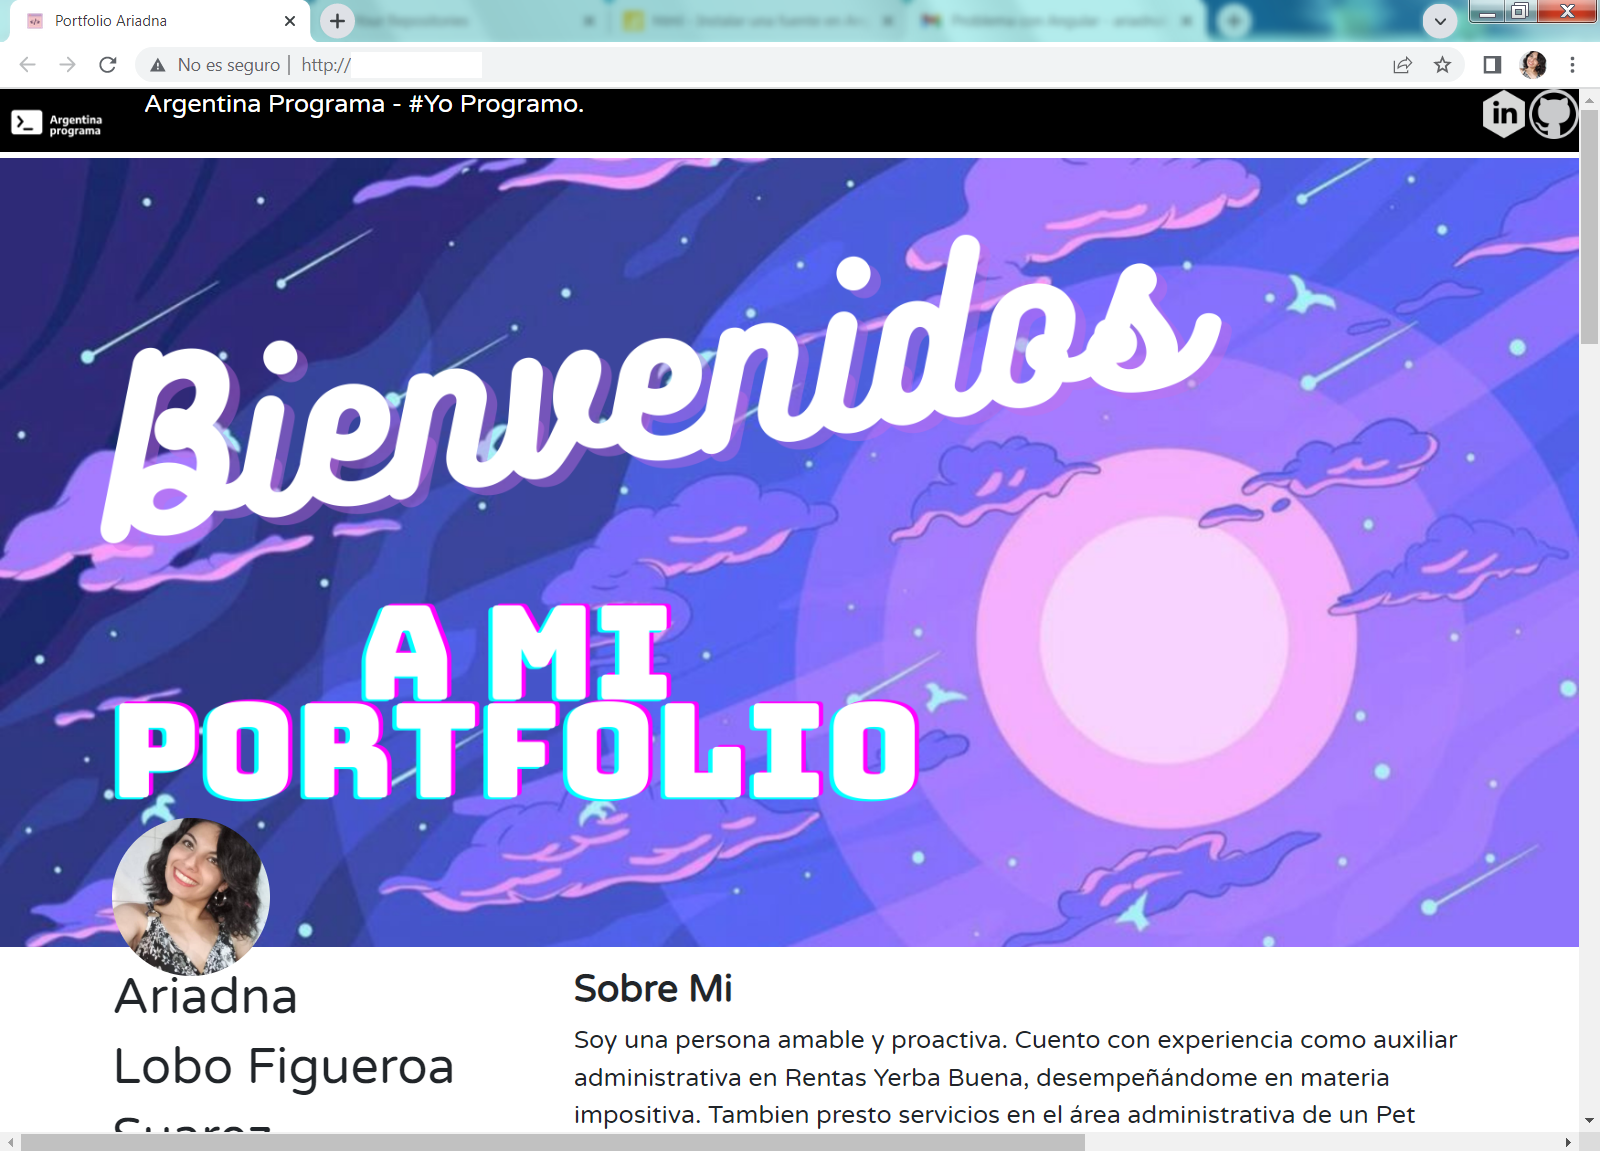 Portfolio Ariadna
No es seguro | http://
Argentina
programa
Argentina Programa - #Yo Programo.
in
Bienvenidos
A MI
PORTFOLIO
Ariadna
Lobo Figueroa
Suarez
Sobre Mi
Soy una persona amable y proactiva. Cuento con experiencia como auxiliar
administrativa en Rentas Yerba Buena, desempeñándome en materia
impositiva. Tambien presto servicios en el área administrativa de un Pet